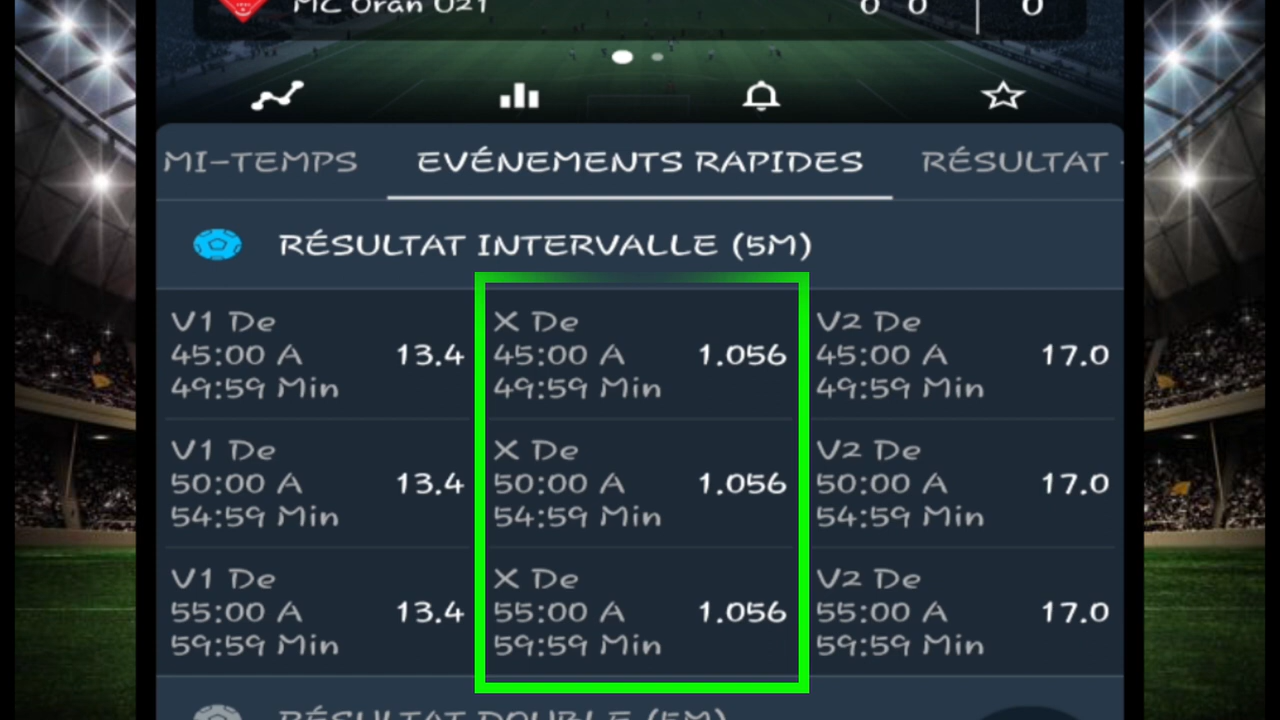 MC Oran U21
0 0 0
MI-TEMPS EVÉNEMENTS RAPIDES RÉSULTAT
RÉSULTAT INTERVALLE (5M)
V1 De 45:00 A 49:59 Min 13.4
X De 45:00 A 49:59 Min 1.056
V2 De 45:00 A 49:59 Min 17.0
V1 De 50:00 A 54:59 Min 13.4
X De 50:00 A 54:59 Min 1.056
V2 De 50:00 A 54:59 Min 17.0
V1 De 55:00 A 59:59 Min 13.4
X De 55:00 A 59:59 Min 1.056
V2 De 55:00 A 59:59 Min 17.0
RÉSULTAT DOUBLE (5M)